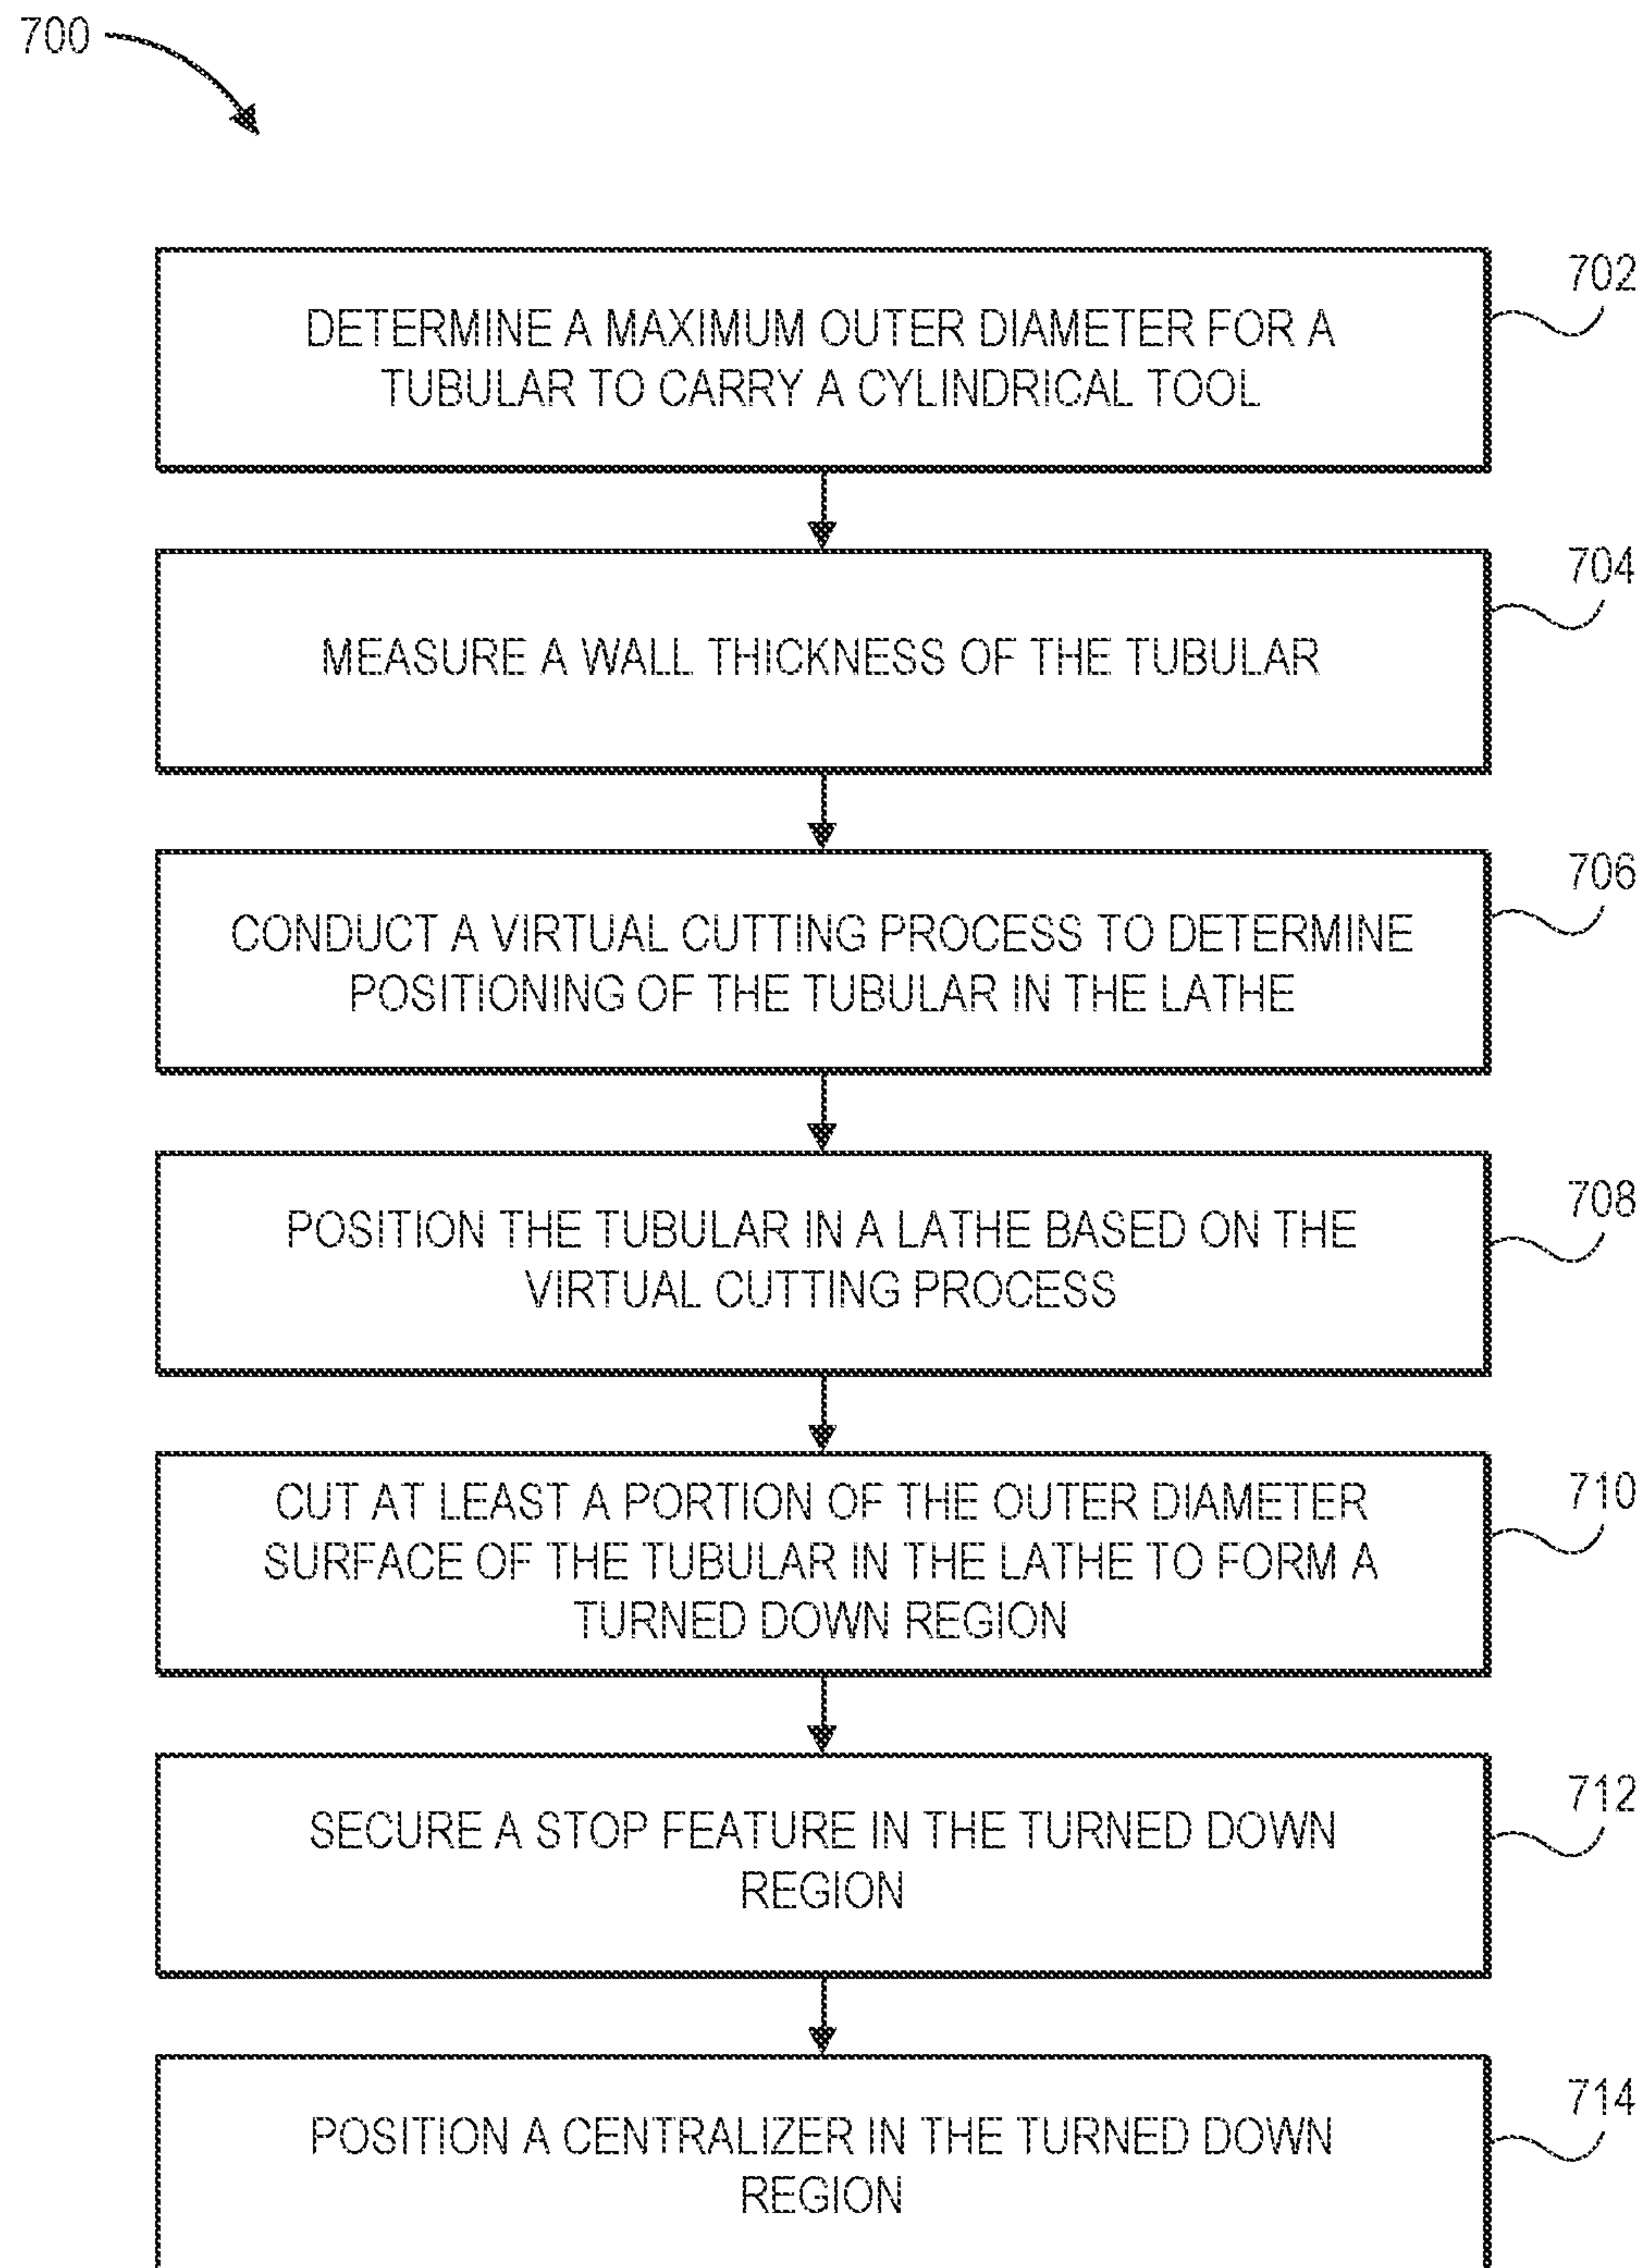 700
702
DETERMINE A MAXIMUM OUTER DIAMETER FOR A
TUBULAR TO CARRY A CYLINDRICAL TOOL
704
MEASURE A WALL THICKNESS OF THE TUBULAR
706
CONDUCT A VIRTUAL CUTTING PROCESS TO DETERMINE
POSITIONING OF THE TUBULAR IN THE LATHE
708
POSITION THE TUBULAR IN A LATHE BASED ON THE
VIRTUAL CUTTING PROCESS
710
CUT AT LEAST A PORTION OF THE OUTER DIAMETER
SURFACE OF THE TUBULAR IN THE LATHE TO FORM A
TURNED DOWN REGION
712
SECURE A STOP FEATURE IN THE TURNED DOWN
REGION
714
POSITION A CENTRALIZER IN THE TURNED DOWN
REGION